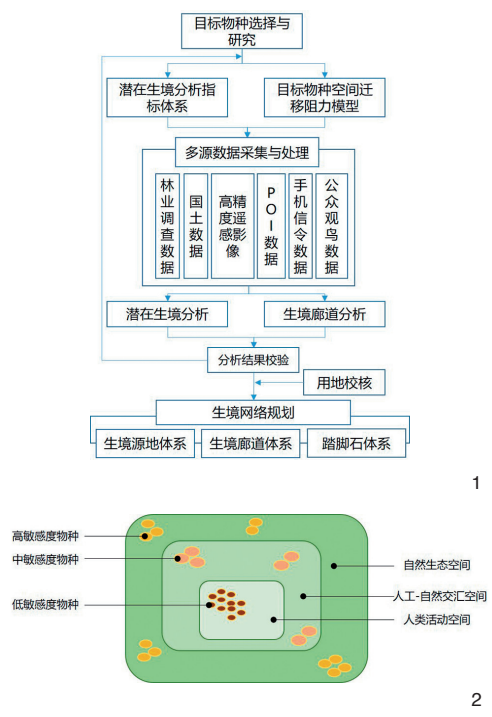 目标物种选择与
研究
潜在生境分析指
标体系
目标物种空间迁
移阻力模型
多源数据采集与处理
林业调查数据
国土数据
高精度遥感影像
POI数据
手机信令数据
公众观鸟数据
潜在生境分析
生境廊道分析
分析结果校验
用地校核
生境网络规划
生境源地体系
生境廊道体系
踏脚石体系
1
高敏感度物种
中敏感度物种
低敏感度物种
自然生态空间
人工-自然交汇空间
人类活动空间
2